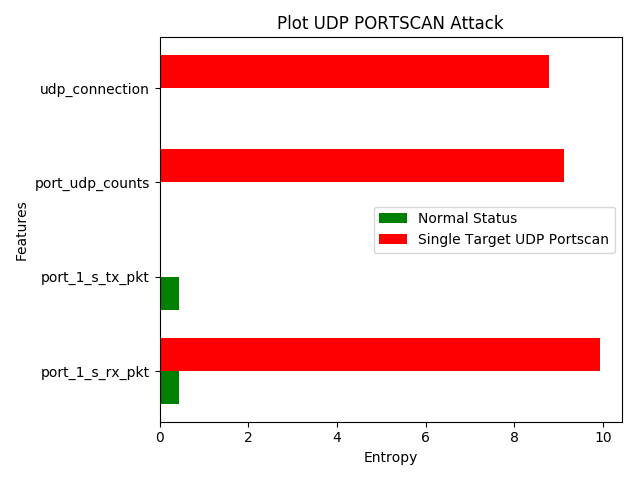 Plot UDP PORTSCAN Attack
udp_connection
port_udp_counts
Normal Status
Single Target UDP Portscan
Features
port_1_s_tx_pkt
port_1_s_rx_pkt
0 2 4 6 8 10
Entropy